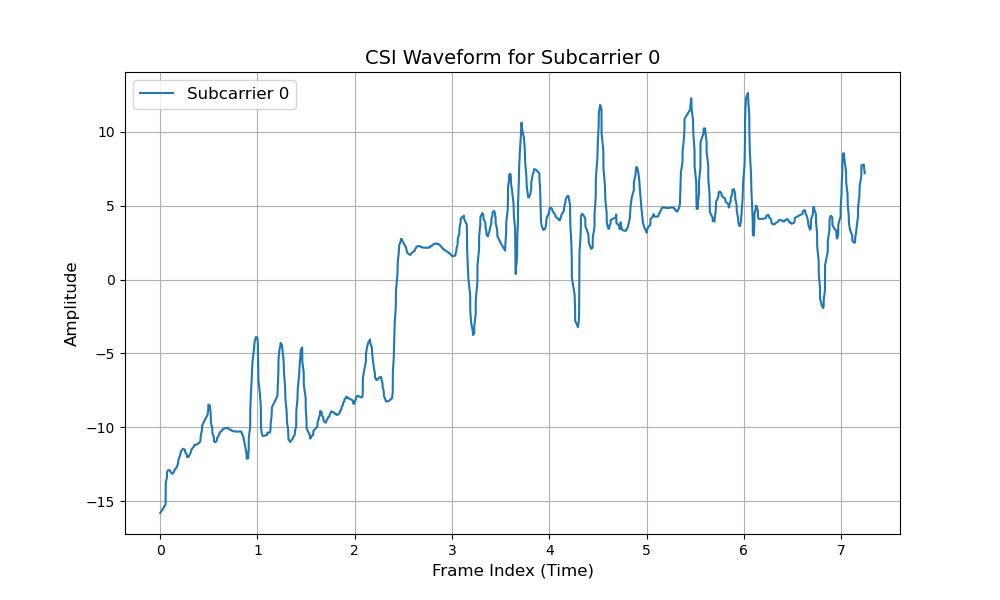 CSI Waveform for Subcarrier 0
Subcarrier 0
Amplitude
10
5
0
−5
−10
−15
0 1 2 3 4 5 6 7
Frame Index (Time)